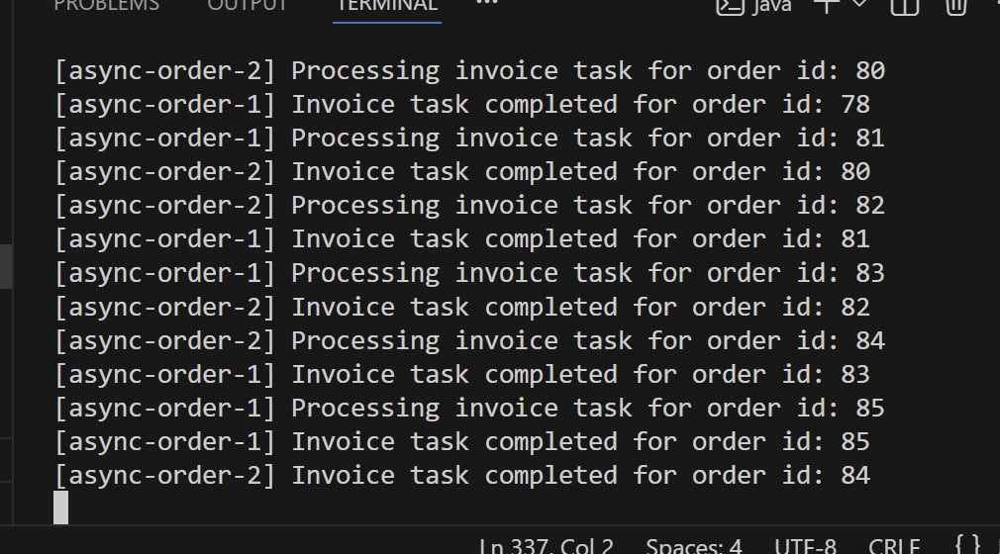 PROBLEMS OUTPUT TERMINAL ... java
[async-order-2] Processing invoice task for order id: 80
[async-order-1] Invoice task completed for order id: 78
[async-order-1] Processing invoice task for order id: 81
[async-order-2] Invoice task completed for order id: 80
[async-order-2] Processing invoice task for order id: 82
[async-order-1] Invoice task completed for order id: 81
[async-order-1] Processing invoice task for order id: 83
[async-order-2] Invoice task completed for order id: 82
[async-order-2] Processing invoice task for order id: 84
[async-order-1] Invoice task completed for order id: 83
[async-order-1] Processing invoice task for order id: 85
[async-order-1] Invoice task completed for order id: 85
[async-order-2] Invoice task completed for order id: 84
Ln 337, Col 2 Spaces: 4 UTF-8 CRLF { }